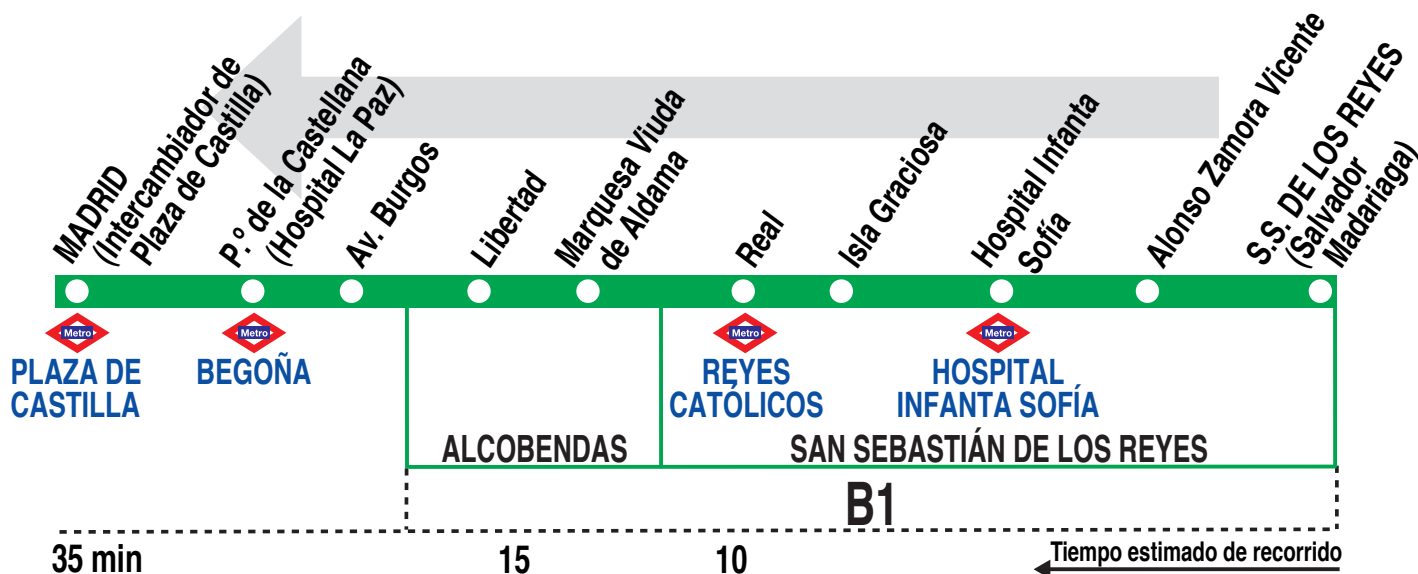 MADRID
(Intercambiador de
Plaza de Castilla)
P.º de la Castellana
(Hospital La Paz)
Av. Burgos
Libertad
Marquesa Viuda
de Aldama
Real
Isla Graciosa
Hospital Infanta
Sofía
Alonso Zamora Vicente
S.S. DE LOS REYES
(Salvador
Madariaga)
Metro
PLAZA DE
CASTILLA
Metro
BEGOÑA
Metro
REYES
CATÓLICOS
Metro
HOSPITAL
INFANTA SOFÍA
ALCOBENDAS
SAN SEBASTIÁN DE LOS REYES
B1
35 min
15
10
Tiempo estimado de recorrido